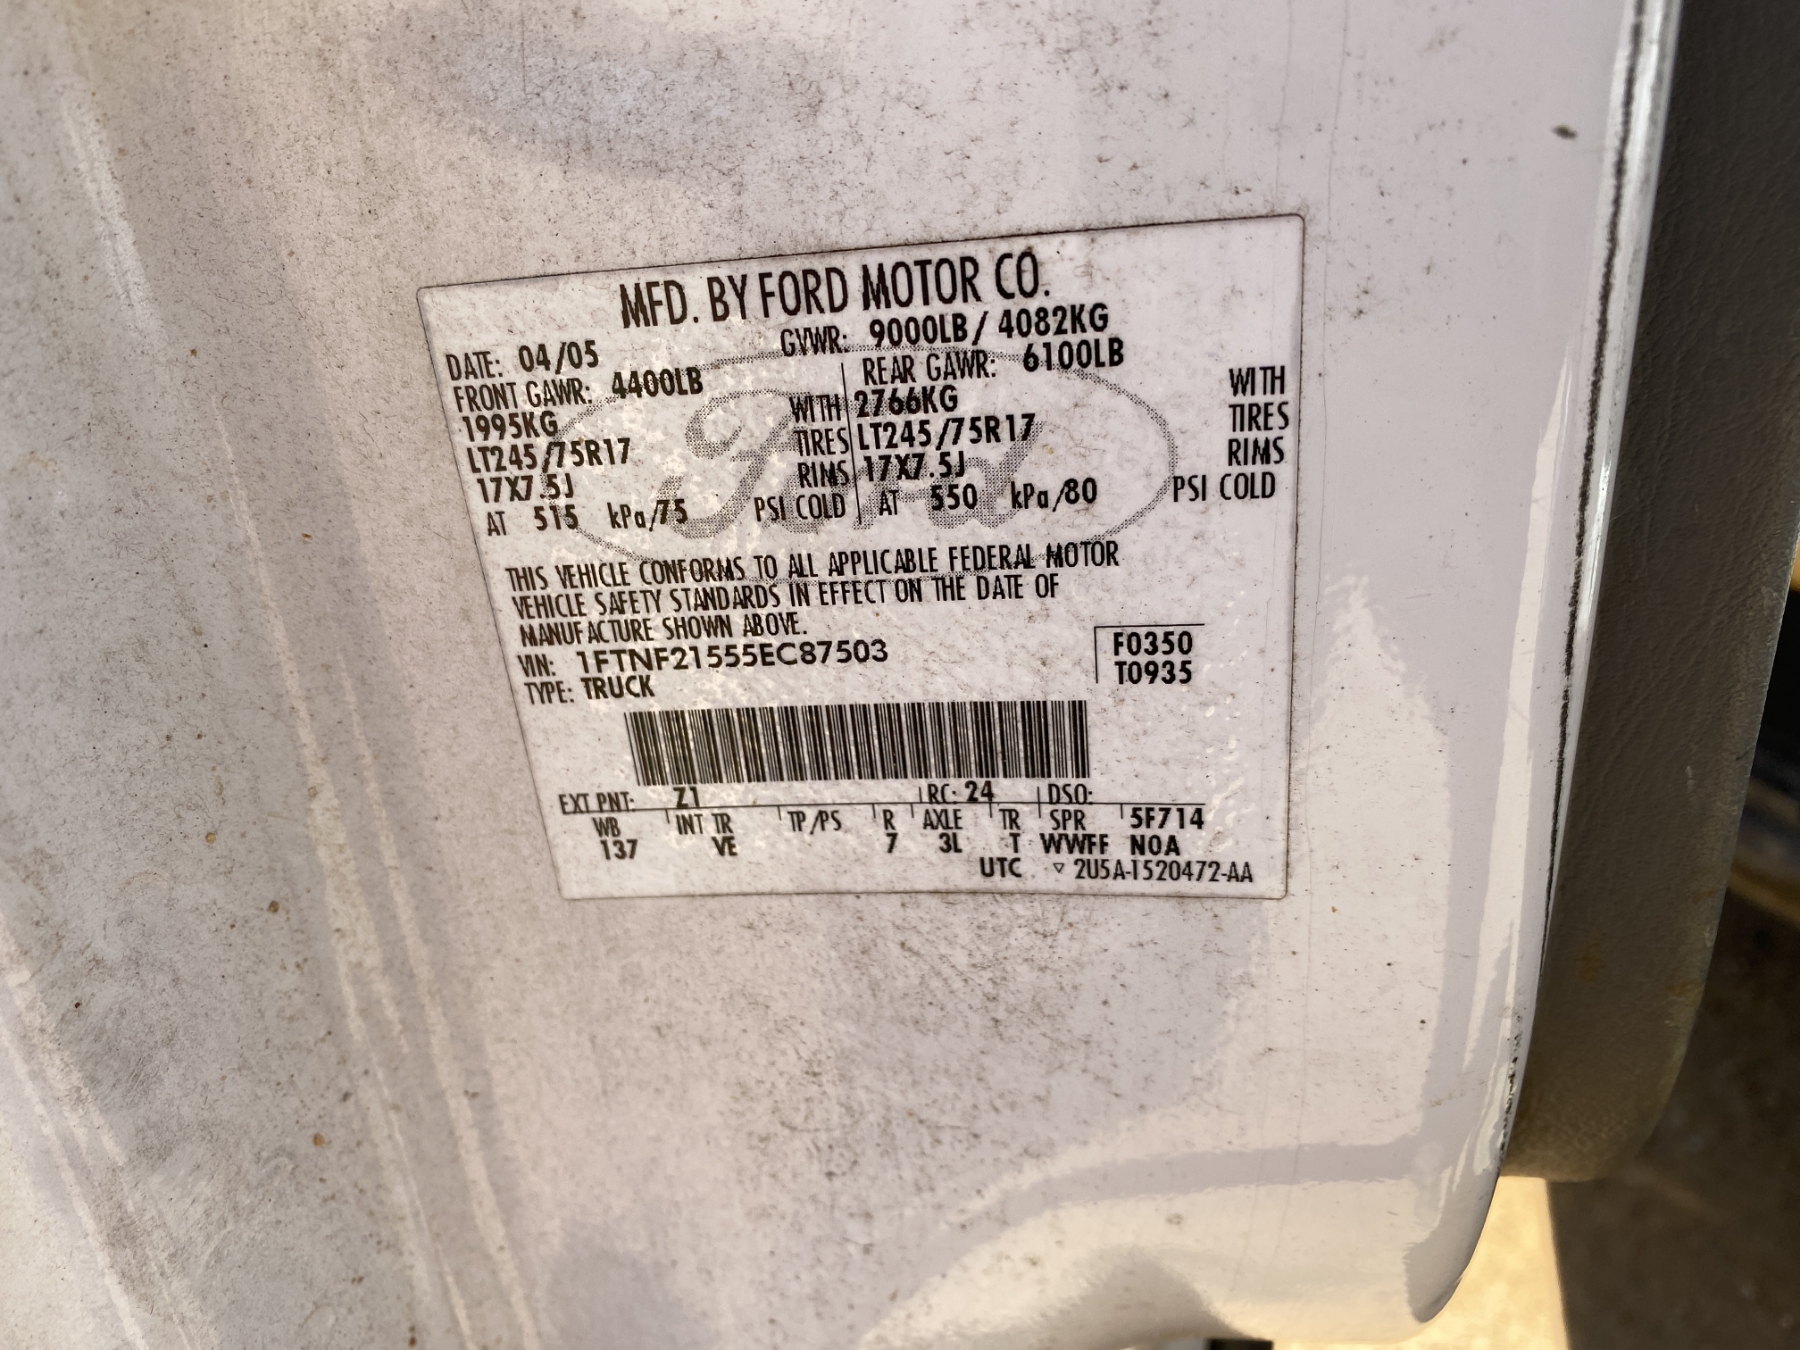 MFD. BY FORD MOTOR CO.
DATE: 04/05 GVWR: 9000LB/ 4082KG
FRONT GAWR: 4400LB REAR GAWR: 6100LB
1995KG WITH 2766KG WITH
LT245/75R17 TIRES LT245/75R17 TIRES
17X7.5J RIMS 17X7.5J RIMS
AT 515 kPa/75 PSI COLD AT 550 kPa/80 PSI COLD
Ford
THIS VEHICLE CONFORMS TO ALL APPLICABLE FEDERAL MOTOR
VEHICLE SAFETY STANDARDS IN EFFECT ON THE DATE OF
MANUFACTURE SHOWN ABOVE.
VIN: 1FTNF21555EC87503 F0350
TYPE: TRUCK T0935
EXT PNT: Z1 RC: 24 DSO:
WB INT TR TP/PS R AXLE TR SPR 5F714
137 VE 7 3L T WWFF NOA
UTC ▽ 2U5A-1520472-AA